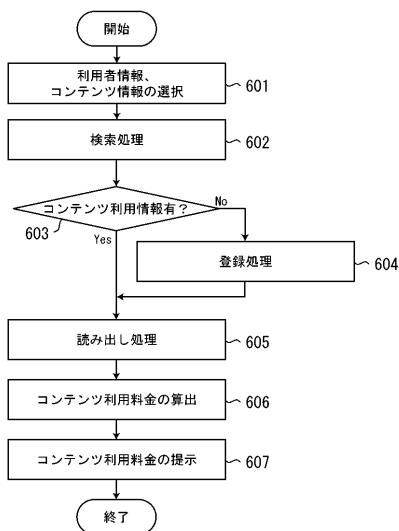 開始
利用者情報、
コンテンツ情報の選択
601
検索処理
602
コンテンツ利用情報有？
603
No
Yes
登録処理
604
読み出し処理
605
コンテンツ利用料金の算出
606
コンテンツ利用料金の提示
607
終了